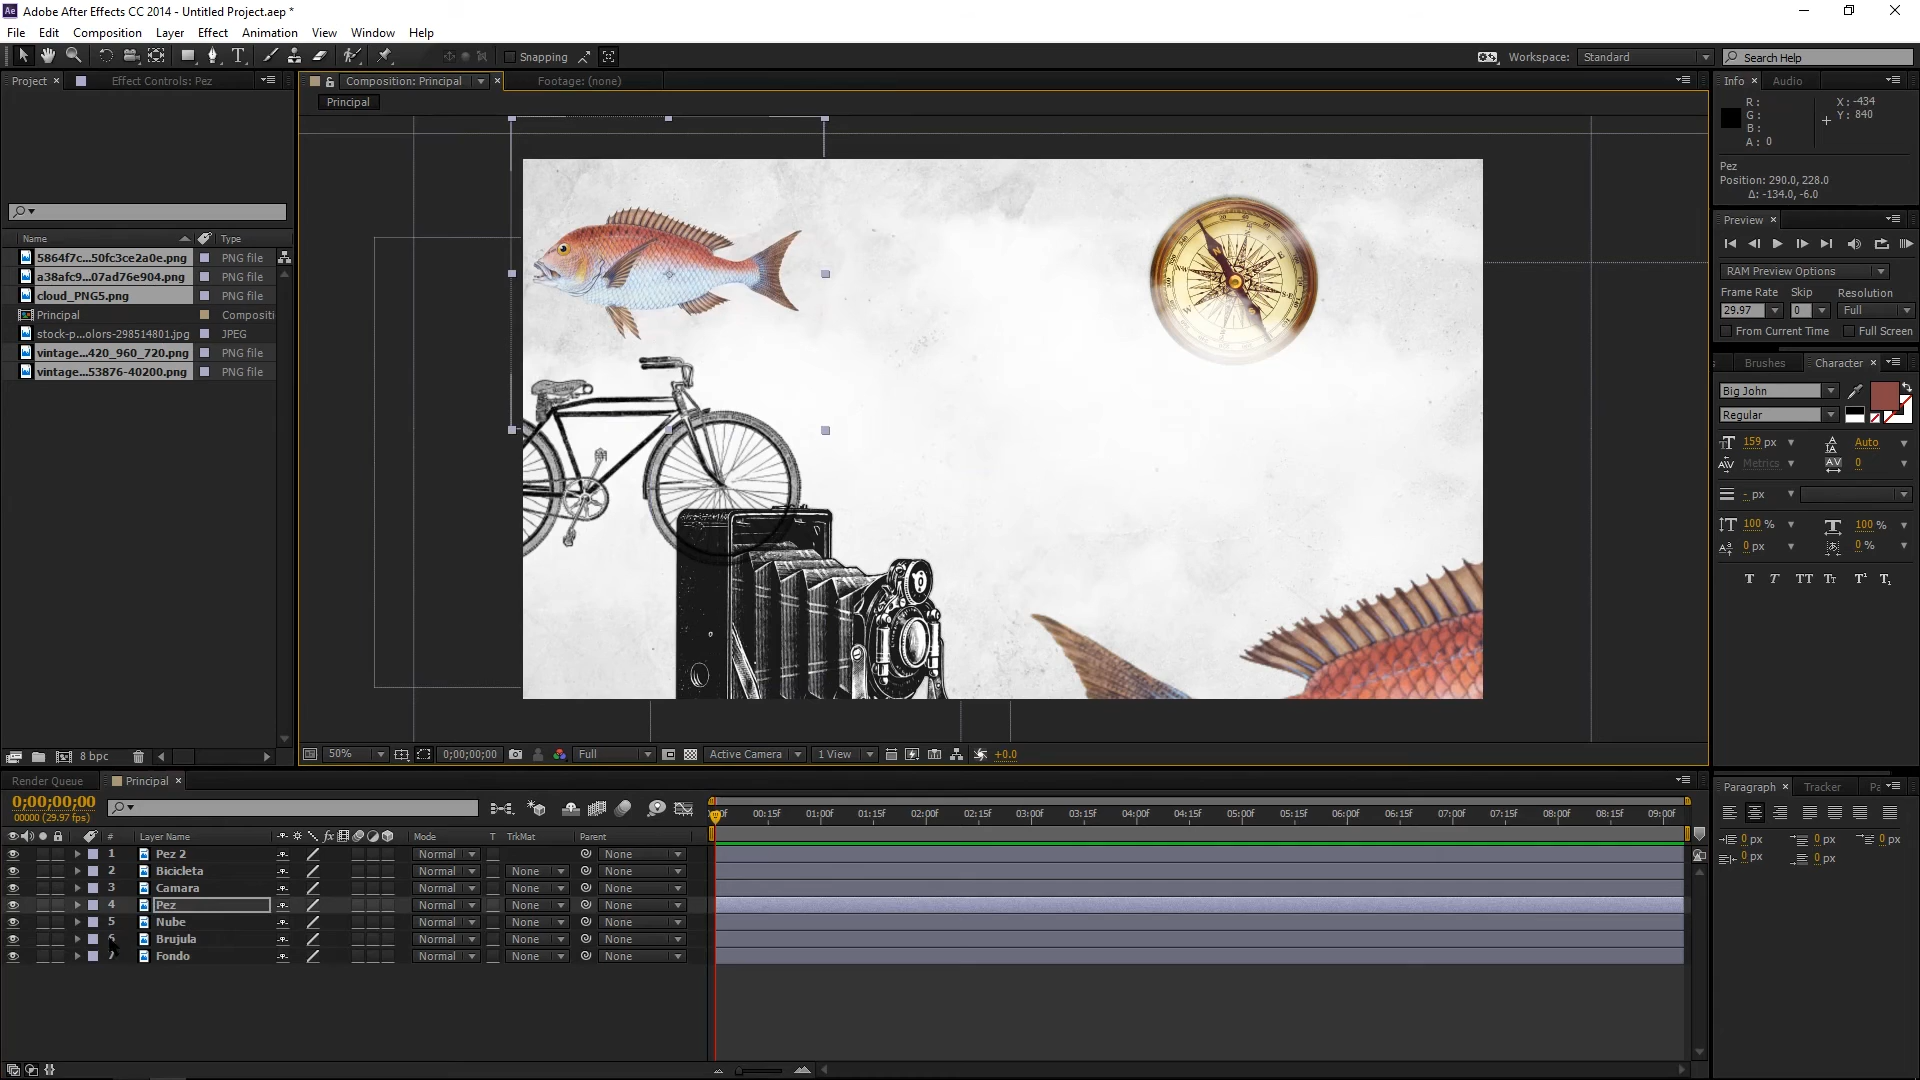 Adobe After Effects CC 2014 - Untitled Project.aep *
File Edit Composition Layer Effect Animation View Window Help
Snapping
Workspace: Standard
Search Help
Project × Effect Controls: Pez
Composition: Principal ×
Footage: (none)
Principal
Name Type
5864f7c...50fc3ce2a0e.png PNG file
a38afc9...07ad76e904.png PNG file
cloud_PNG5.png PNG file
Principal Compositi
stock-p...olors-298514801.jpg JPEG
vintage...420_960_720.png PNG file
vintage...53876-40200.png PNG file
8 bpc
50% 0;00;00;00 Full Active Camera 1 View +0.0
Info × Audio
R : X : -434
G : Y : 840
B :
A : 0
Pez
Position: 290.0, 228.0
Δ: -134.0, -6.0
Preview ×
RAM Preview Options
Frame Rate Skip Resolution
29.97 0 Full
From Current Time Full Screen
Brushes Character ×
Big John
Regular
159 px Auto
Metrics 0
- px
100 % 100 %
0 px 0 %
T T TT Tt T¹ T₁
Paragraph × Tracker Pa
0 px 0 px 0 px
0 px 0 px
Render Queue Principal ×
0;00;00;00
00000 (29.97 fps)
# Layer Name fx Mode T TrkMat Parent
1 Pez 2 Normal None
2 Bicicleta Normal None None
3 Camara Normal None None
4 Pez Normal None None
5 Nube Normal None None
6 Brujula Normal None None
7 Fondo Normal None None
00:15f 01:00f 01:15f 02:00f 02:15f 03:00f 03:15f 04:00f 04:15f 05:00f 05:15f 06:00f 06:15f 07:00f 07:15f 08:00f 08:15f 09:00f